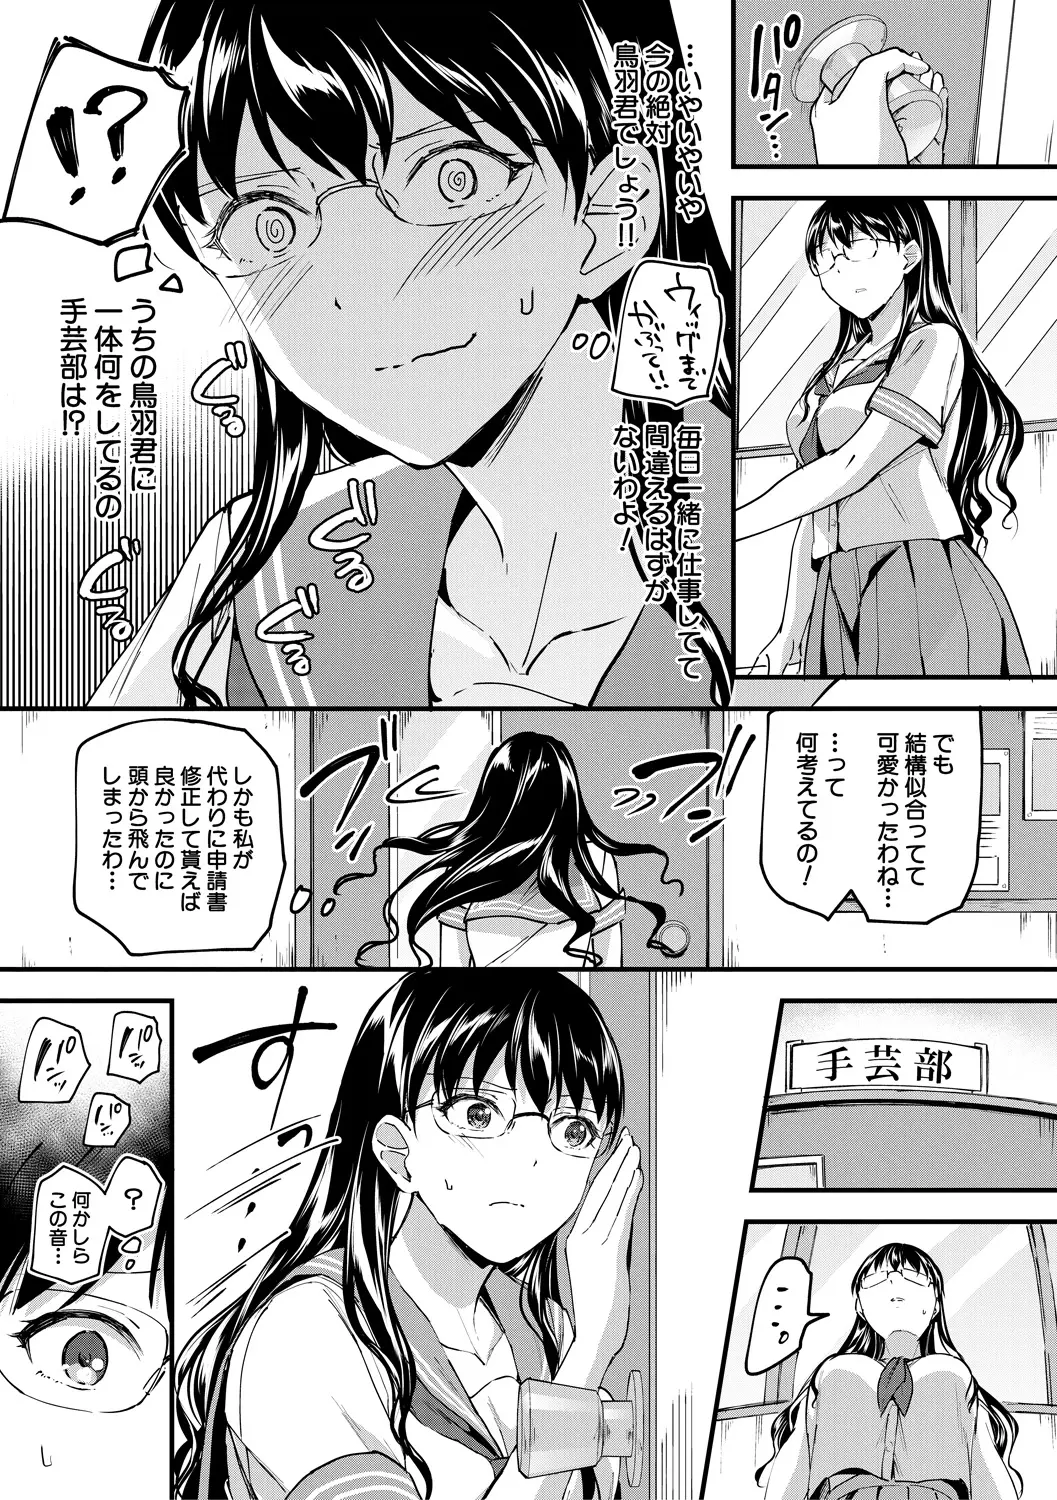 パタン…
…いやいやいや
今の絶対
鳥羽君でしょう!!
ウィッグまで
かぶって!!
毎日一緒に仕事してて
間違えるはずが
ないわよ!
!?
うちの鳥羽君に
一体何をしてるの
手芸部は!?
ぐる
ぐる
ぐる
ぐる
でも
結構似合ってて
可愛かったわね…
…って
何考えてるの!
しかも私が
代わりに申請書
修正して貰えば
良かったのに
頭から飛んで
しまったわ…
手芸部
……
す
パン
パン
パン
?
何かしら
この音…